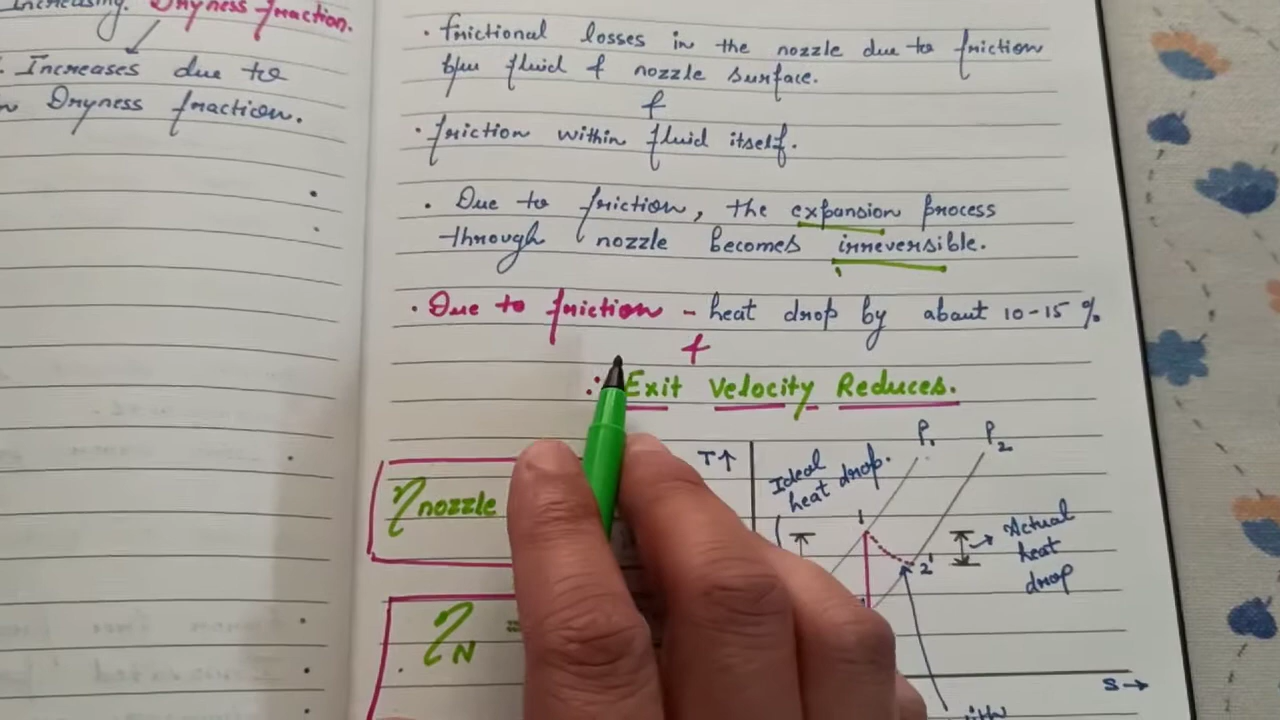 Increasing. Dryness fraction.
Increases due to
Dryness fraction.
. frictional losses in the nozzle due to friction
b/w fluid & nozzle surface.
&
. friction within fluid itself.
. Due to friction, the expansion process
through nozzle becomes irreversible.
. Due to friction - heat drop by about 10-15 %
&
∴ Exit Velocity Reduces.
η nozzle
η N =
T↑
P1 P2
Ideal
heat drop.
1
2'
→ Actual
heat
drop
S→